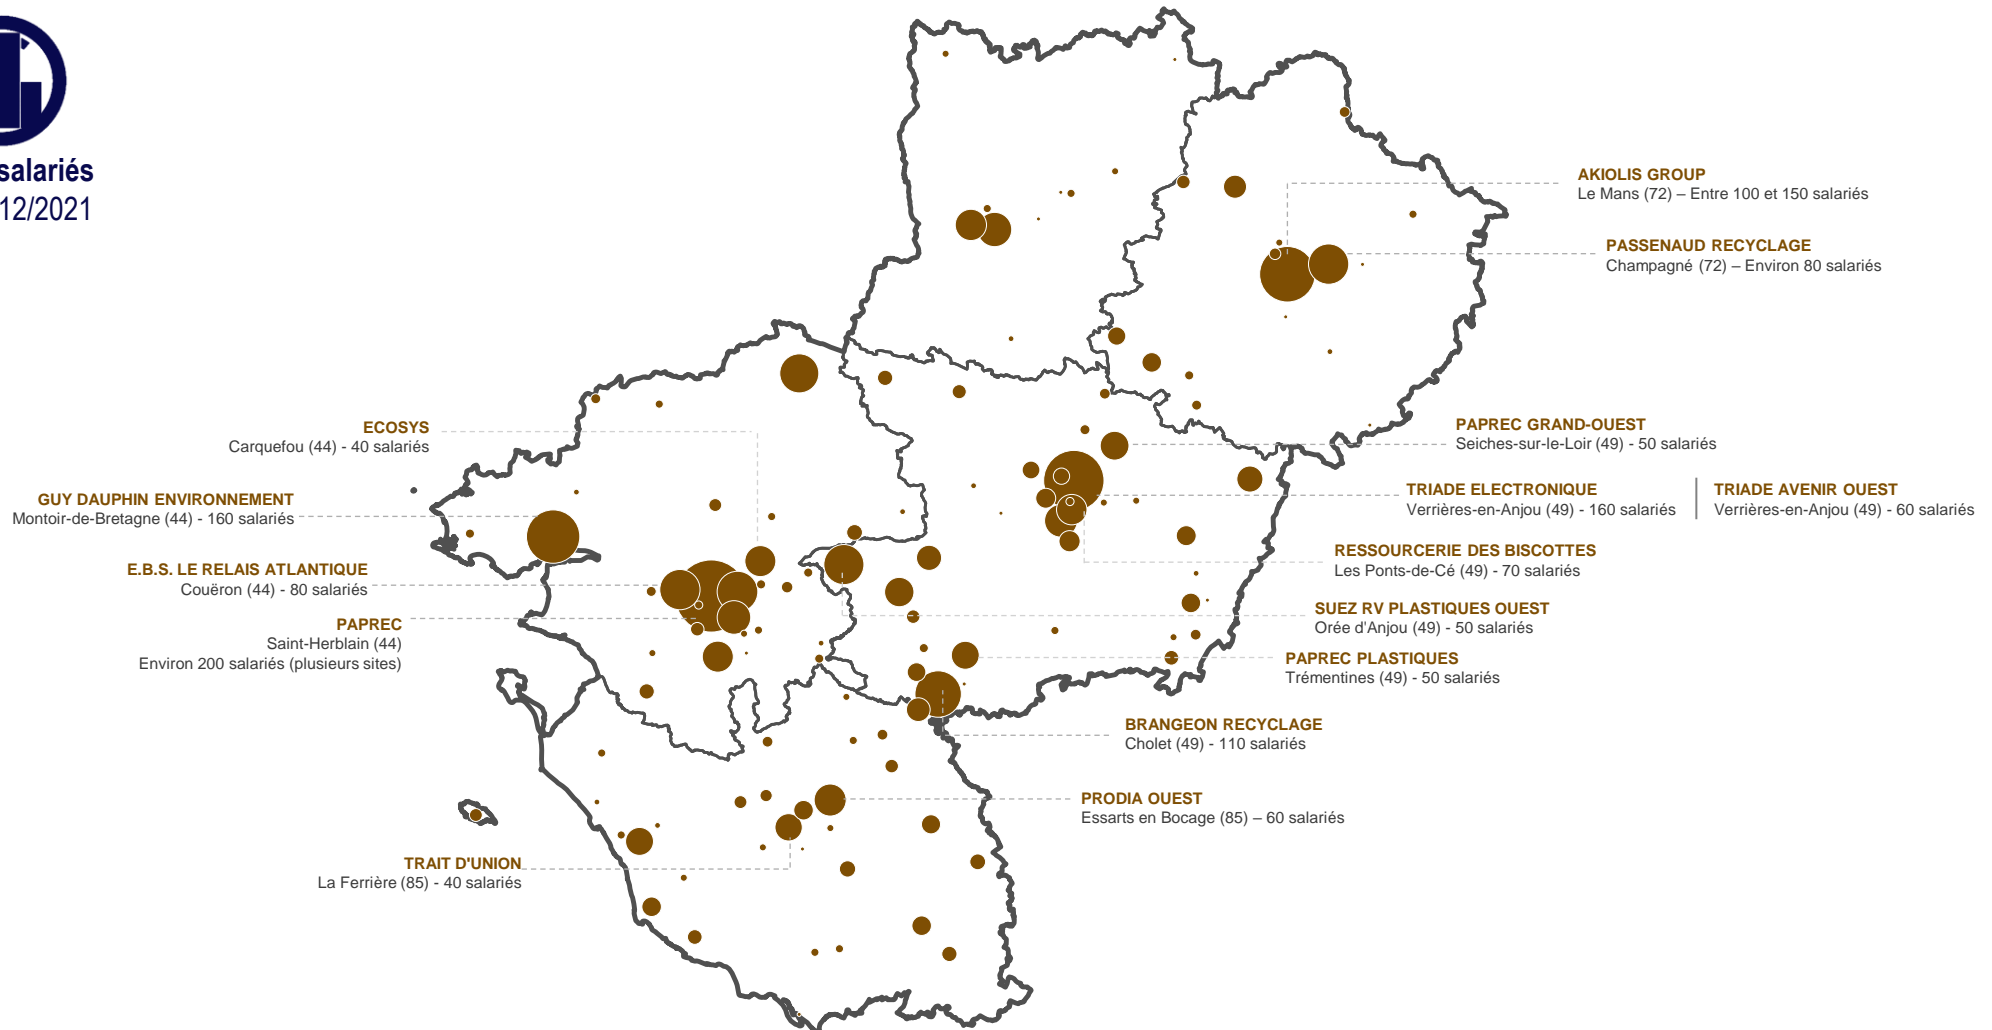 salariés
12/2021
AKIOLIS GROUP
Le Mans (72) – Entre 100 et 150 salariés
PASSENAUD RECYCLAGE
Champagné (72) – Environ 80 salariés
ECOSYS
Carquefou (44) - 40 salariés
PAPREC GRAND-OUEST
Seiches-sur-le-Loir (49) - 50 salariés
GUY DAUPHIN ENVIRONNEMENT
Montoir-de-Bretagne (44) - 160 salariés
TRIADE ELECTRONIQUE
Verrières-en-Anjou (49) - 160 salariés
TRIADE AVENIR OUEST
Verrières-en-Anjou (49) - 60 salariés
RESSOURCERIE DES BISCOTTES
Les Ponts-de-Cé (49) - 70 salariés
E.B.S. LE RELAIS ATLANTIQUE
Couëron (44) - 80 salariés
SUEZ RV PLASTIQUES OUEST
Orée d'Anjou (49) - 50 salariés
PAPREC
Saint-Herblain (44)
Environ 200 salariés (plusieurs sites)
PAPREC PLASTIQUES
Trémentines (49) - 50 salariés
BRANGEON RECYCLAGE
Cholet (49) - 110 salariés
PRODIA OUEST
Essarts en Bocage (85) – 60 salariés
TRAIT D'UNION
La Ferrière (85) - 40 salariés